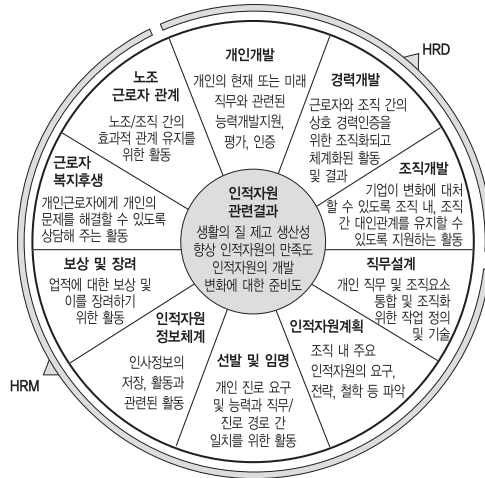 HRD
개인개발
개인의 현재 또는 미래
직무와 관련된
능력개발지원,
평가, 인증
경력개발
근로자와 조직 간의
상호 경력인증을
위한 조직화되고
체계화된 활동
및 결과
조직개발
기업이 변화에 대처
할 수 있도록 조직 내, 조직
간 대인관계를 유지할 수
있도록 지원하는 활동
직무설계
개인 직무 및 조직요소
통합 및 조직화
위한 작업 정의
및 기술
인적자원계획
조직 내 주요
인적자원의 요구,
전략, 철학 등 파악
선발 및 임명
개인 진로 요구
및 능력과 직무/
진로 경로 간
일치를 위한 활동
인적자원
정보체계
인사정보의
저장, 활동과
관련된 활동
보상 및 장려
업적에 대한 보상 및
이를 장려하기
위한 활동
근로자
복지후생
개인근로자에게 개인의
문제를 해결할 수 있도록
상담해 주는 활동
노조
근로자 관계
노조/조직 간의
효과적 관계 유지를
위한 활동
인적자원
관련결과
생활의 질 제고 생산성
향상 인적자원의 만족도
인적자원의 개발
변화에 대한 준비도
HRM